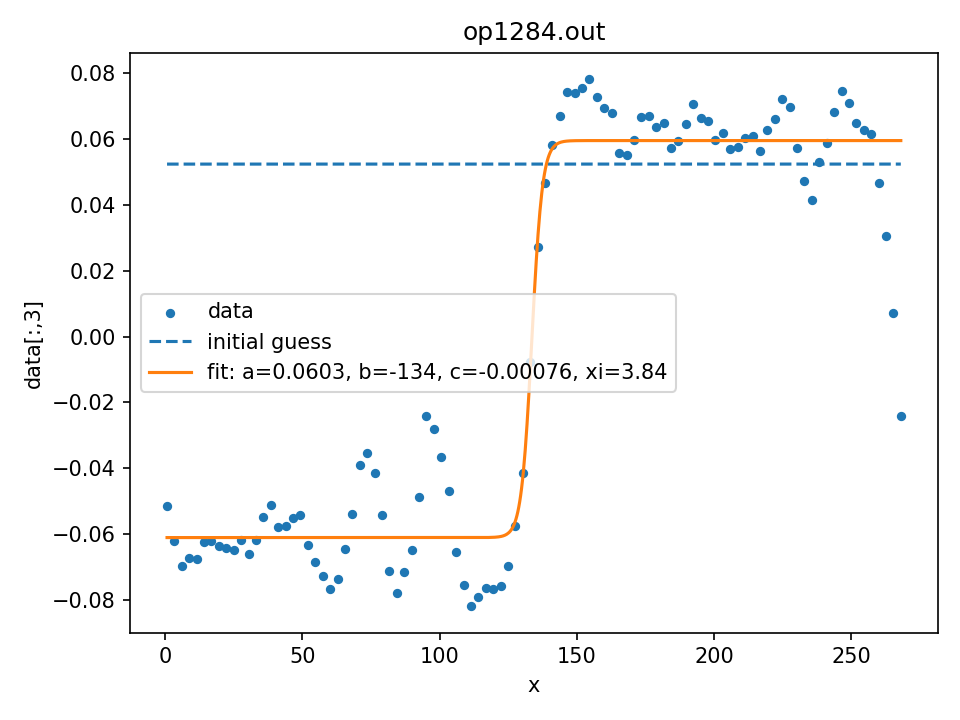 op1284.out
0.08
0.06
0.04
0.02
0.00
−0.02
−0.04
−0.06
−0.08
data[:,3]
data
initial guess
fit: a=0.0603, b=-134, c=-0.00076, xi=3.84
0 50 100 150 200 250
x